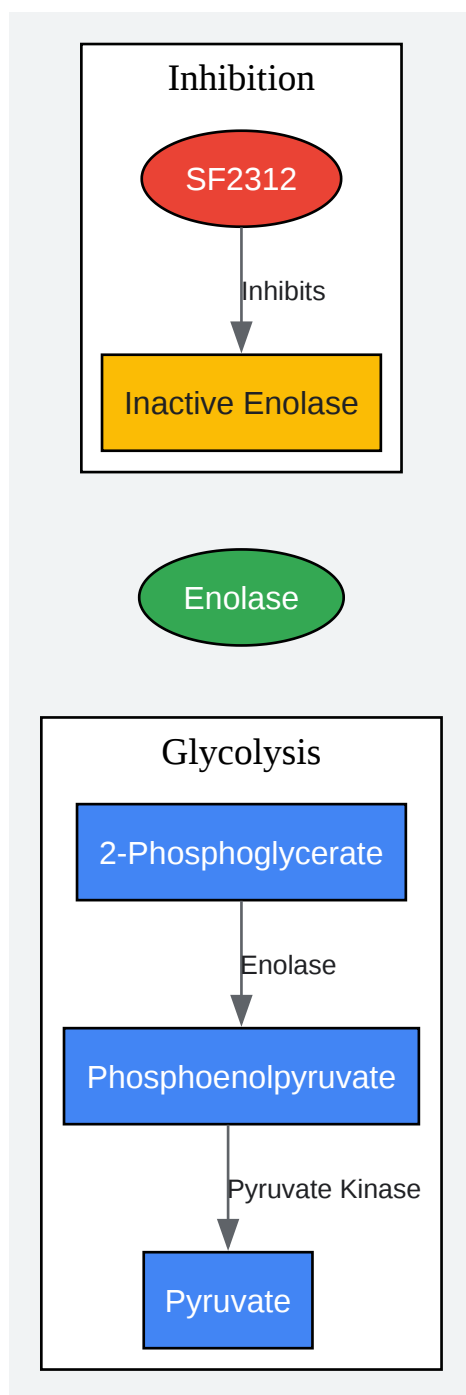 Inhibition
SF2312
Inhibits
Inactive Enolase
Enolase
Glycolysis
2-Phosphoglycerate
Enolase
Phosphoenolpyruvate
Pyruvate Kinase
Pyruvate